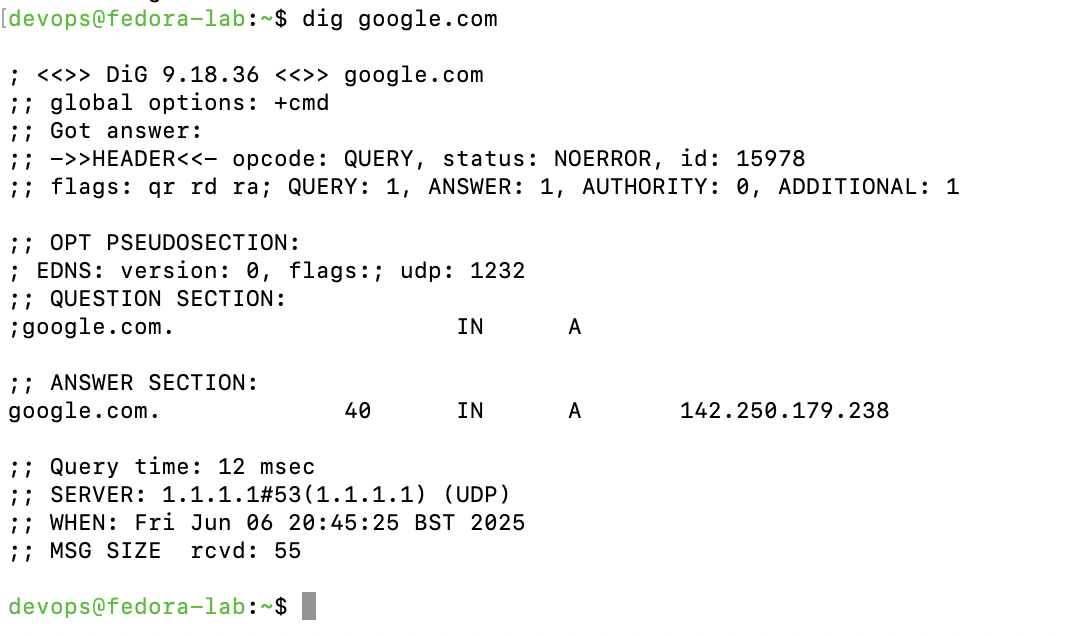 [devops@fedora-lab:~$ dig google.com
; <<>> DiG 9.18.36 <<>> google.com
;; global options: +cmd
;; Got answer:
;; ->>HEADER<<- opcode: QUERY, status: NOERROR, id: 15978
;; flags: qr rd ra; QUERY: 1, ANSWER: 1, AUTHORITY: 0, ADDITIONAL: 1
;; OPT PSEUDOSECTION:
; EDNS: version: 0, flags:; udp: 1232
;; QUESTION SECTION:
;google.com. IN A
;; ANSWER SECTION:
google.com. 40 IN A 142.250.179.238
;; Query time: 12 msec
;; SERVER: 1.1.1.1#53(1.1.1.1) (UDP)
;; WHEN: Fri Jun 06 20:45:25 BST 2025
;; MSG SIZE rcvd: 55
devops@fedora-lab:~$